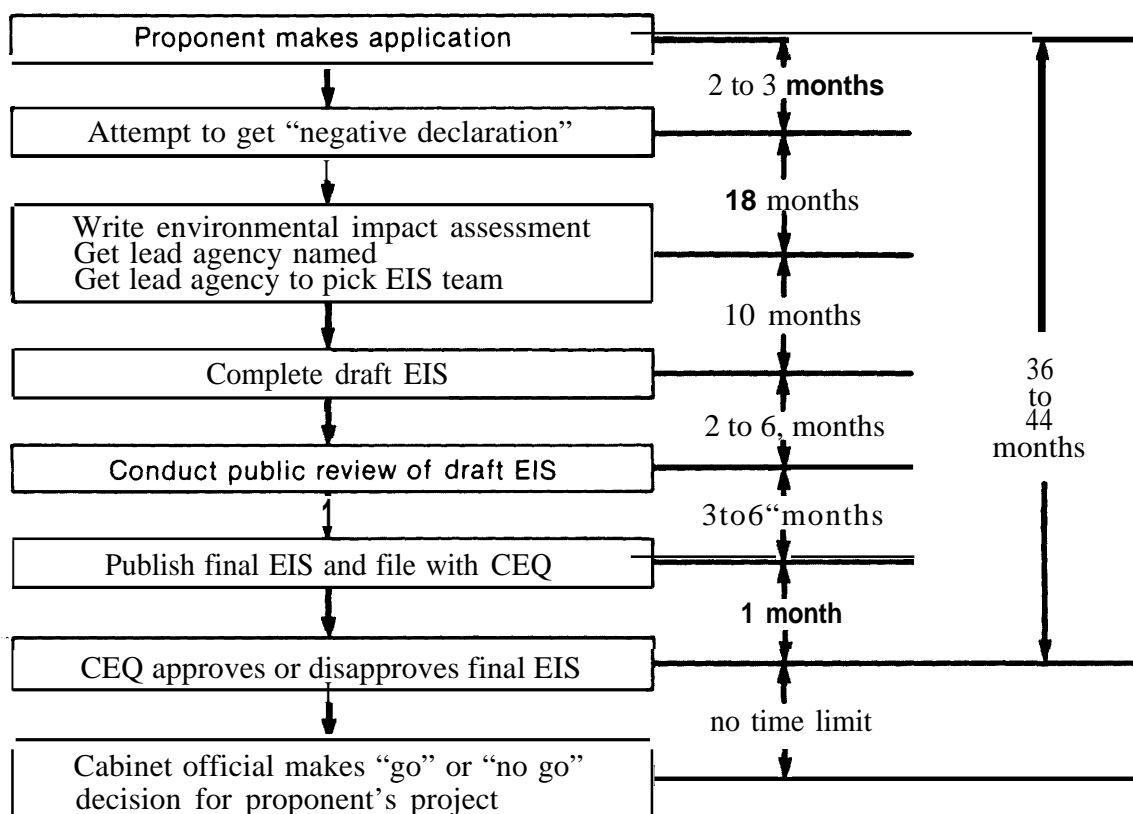 Proponent makes application
2 to 3 months
Attempt to get “negative declaration”
18 months
Write environmental impact assessment
Get lead agency named
Get lead agency to pick EIS team
10 months
Complete draft EIS
36
to
44
months
2 to 6, months
Conduct public review of draft EIS
1
3to6“months
Publish final EIS and file with CEQ
1 month
CEQ approves or disapproves final EIS
no time limit
Cabinet official makes “go” or “no go”
decision for proponent’s project